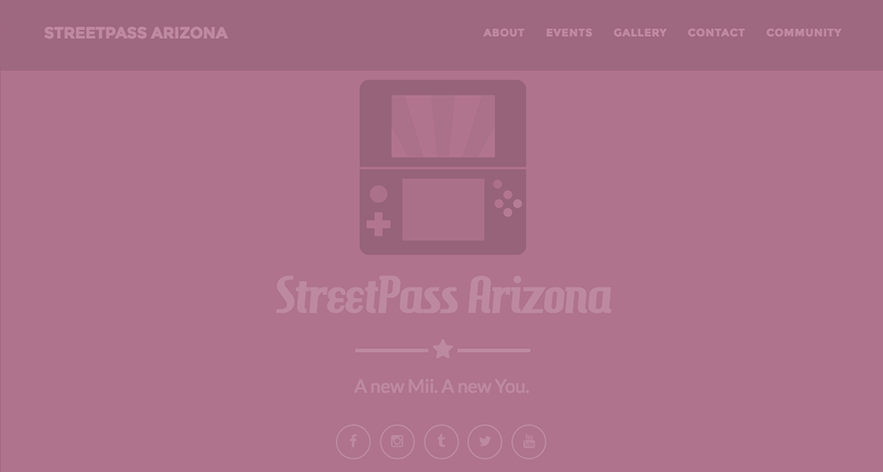 STREETPASS ARIZONA
ABOUT EVENTS GALLERY CONTACT COMMUNITY
StreetPass Arizona
A new Mii. A new You.